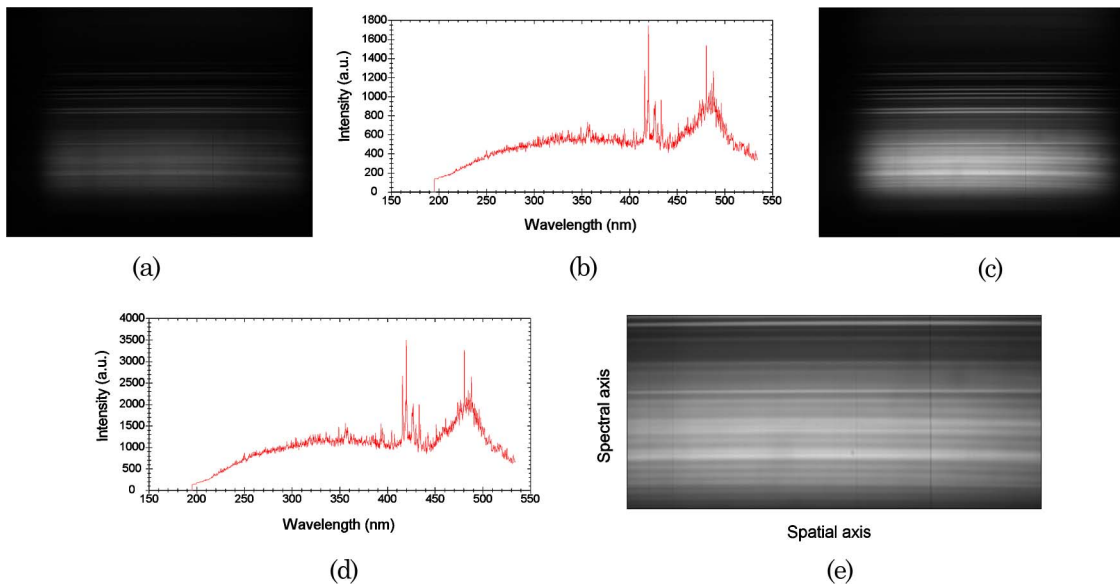 1800
1600
1400
1200
1000
800
600
400
200
0
Intensity (a.u.)
150 200 250 300 350 400 450 500 550
Wavelength (nm)
(a)
(b)
(c)
4000
3500
3000
2500
2000
1500
1000
500
0
Intensity (a.u.)
150 200 250 300 350 400 450 500 550
Wavelength (nm)
Spectral axis
Spatial axis
(d)
(e)